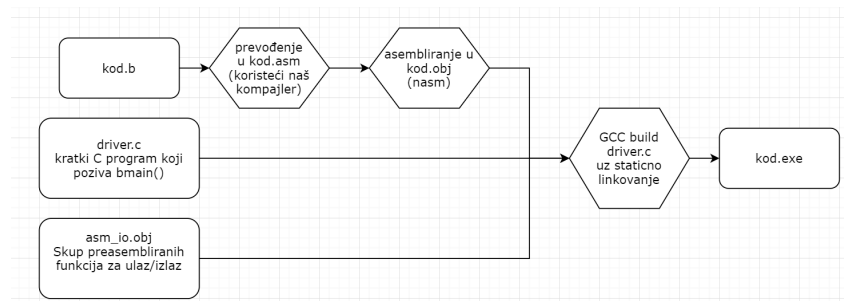 kod.b
prevođenje
u kod.asm
(koristeći naš
kompajler)
asembliranje u
kod.obj
(nasm)
driver.c
kratki C program koji
poziva bmain()
GCC build
driver.c
uz staticno
linkovanje
kod.exe
asm_io.obj
Skup preasembliranih
funkcija za ulaz/izlaz